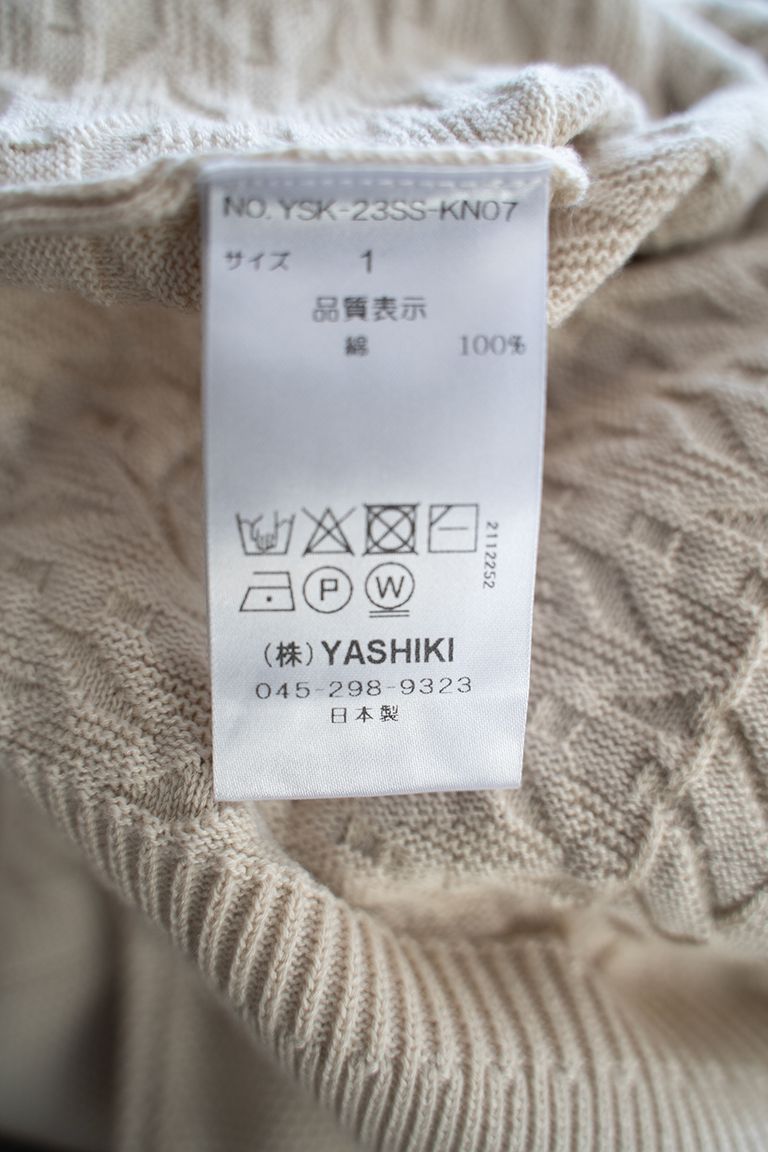 NO. YSK-23SS-KN07
サイズ 1
品質表示
綿 100%
2112252
P W
(株) YASHIKI
045-298-9323
日本製